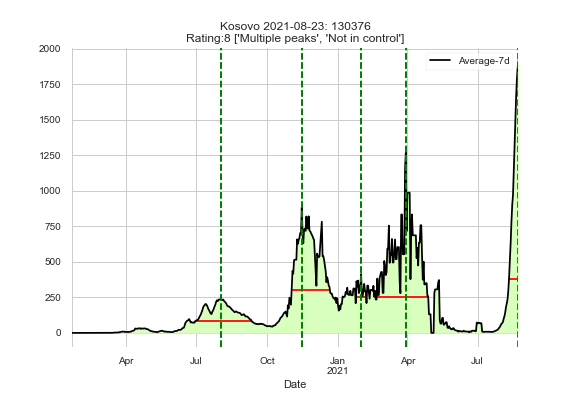 Kosovo 2021-08-23: 130376
Rating:8 ['Multiple peaks', 'Not in control']
2000
1750
1500
1250
1000
750
500
250
0
Average-7d
Apr
Jul
Oct
Jan
2021
Apr
Jul
Date